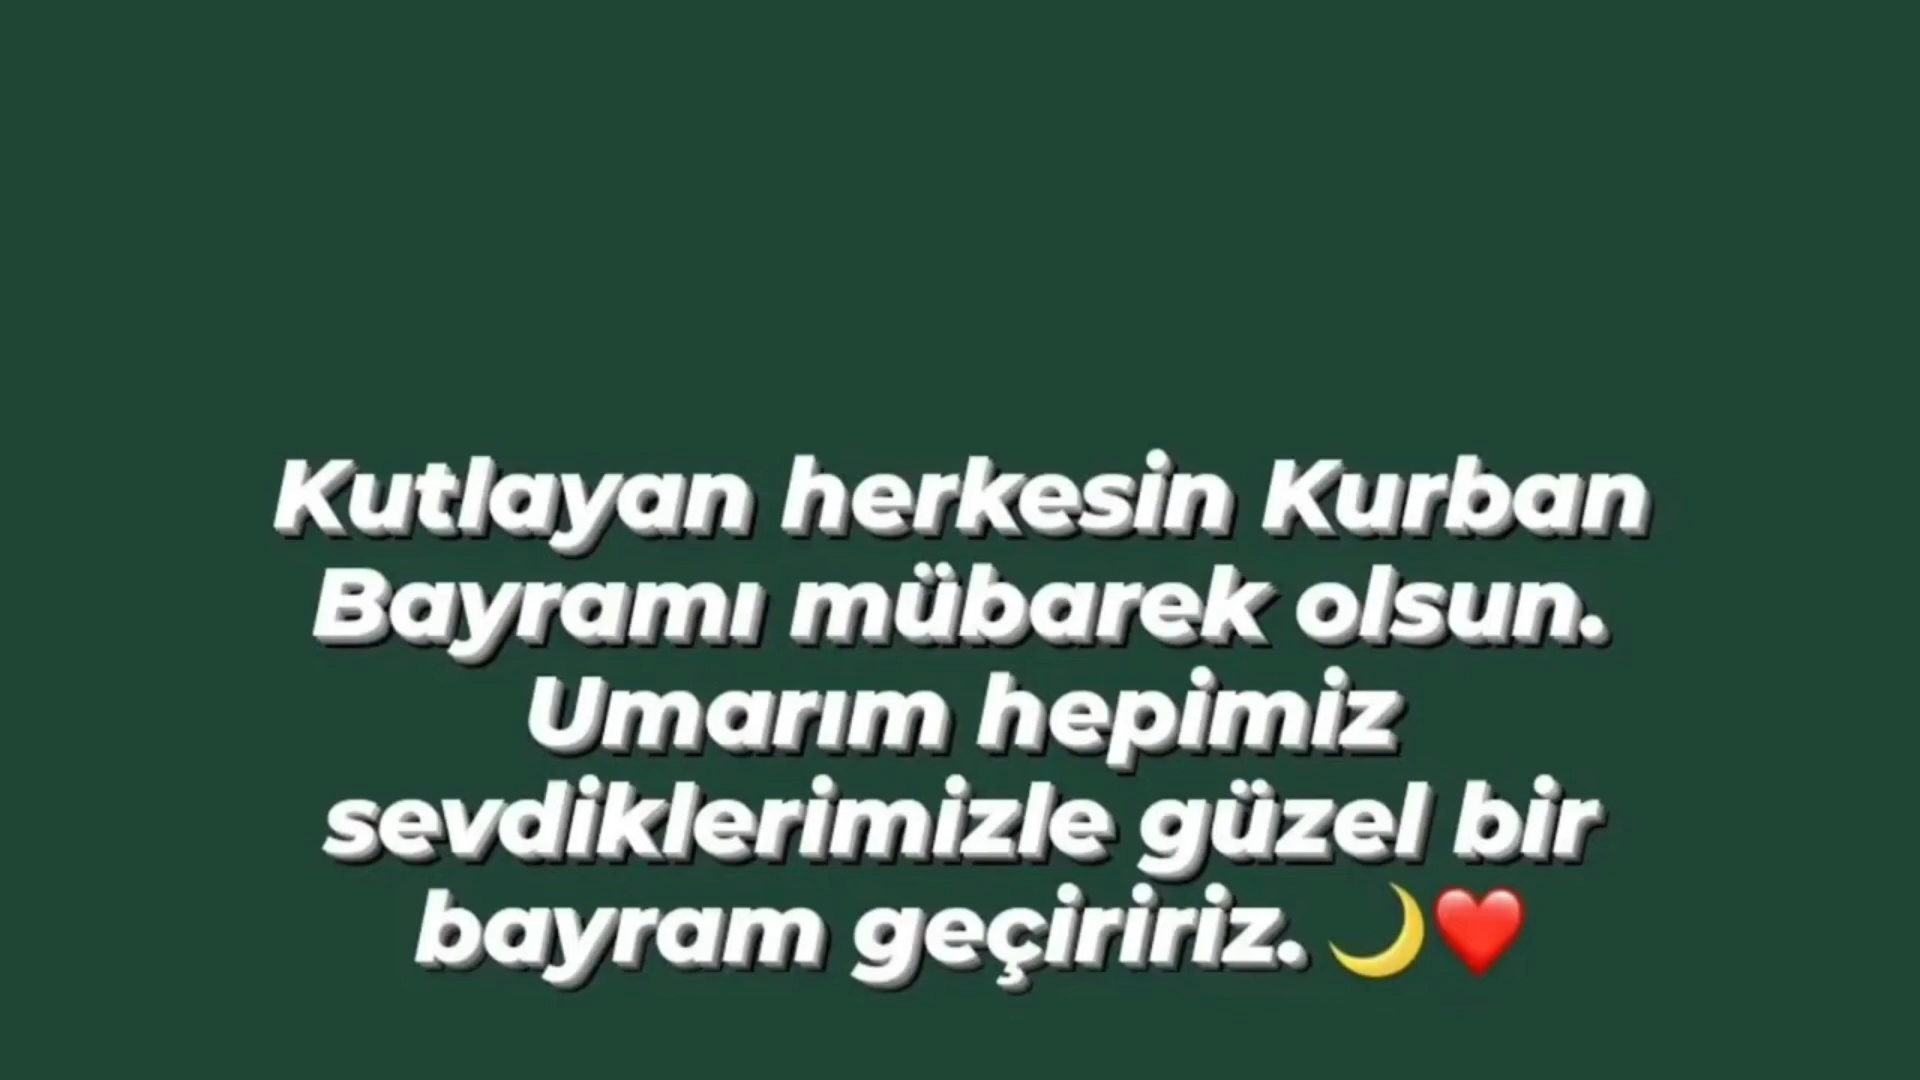 Kutlayan herkesin Kurban
Bayramı mübarek olsun.
Umarım hepimiz
sevdiklerimizle güzel bir
bayram geçiririz.🌙❤️